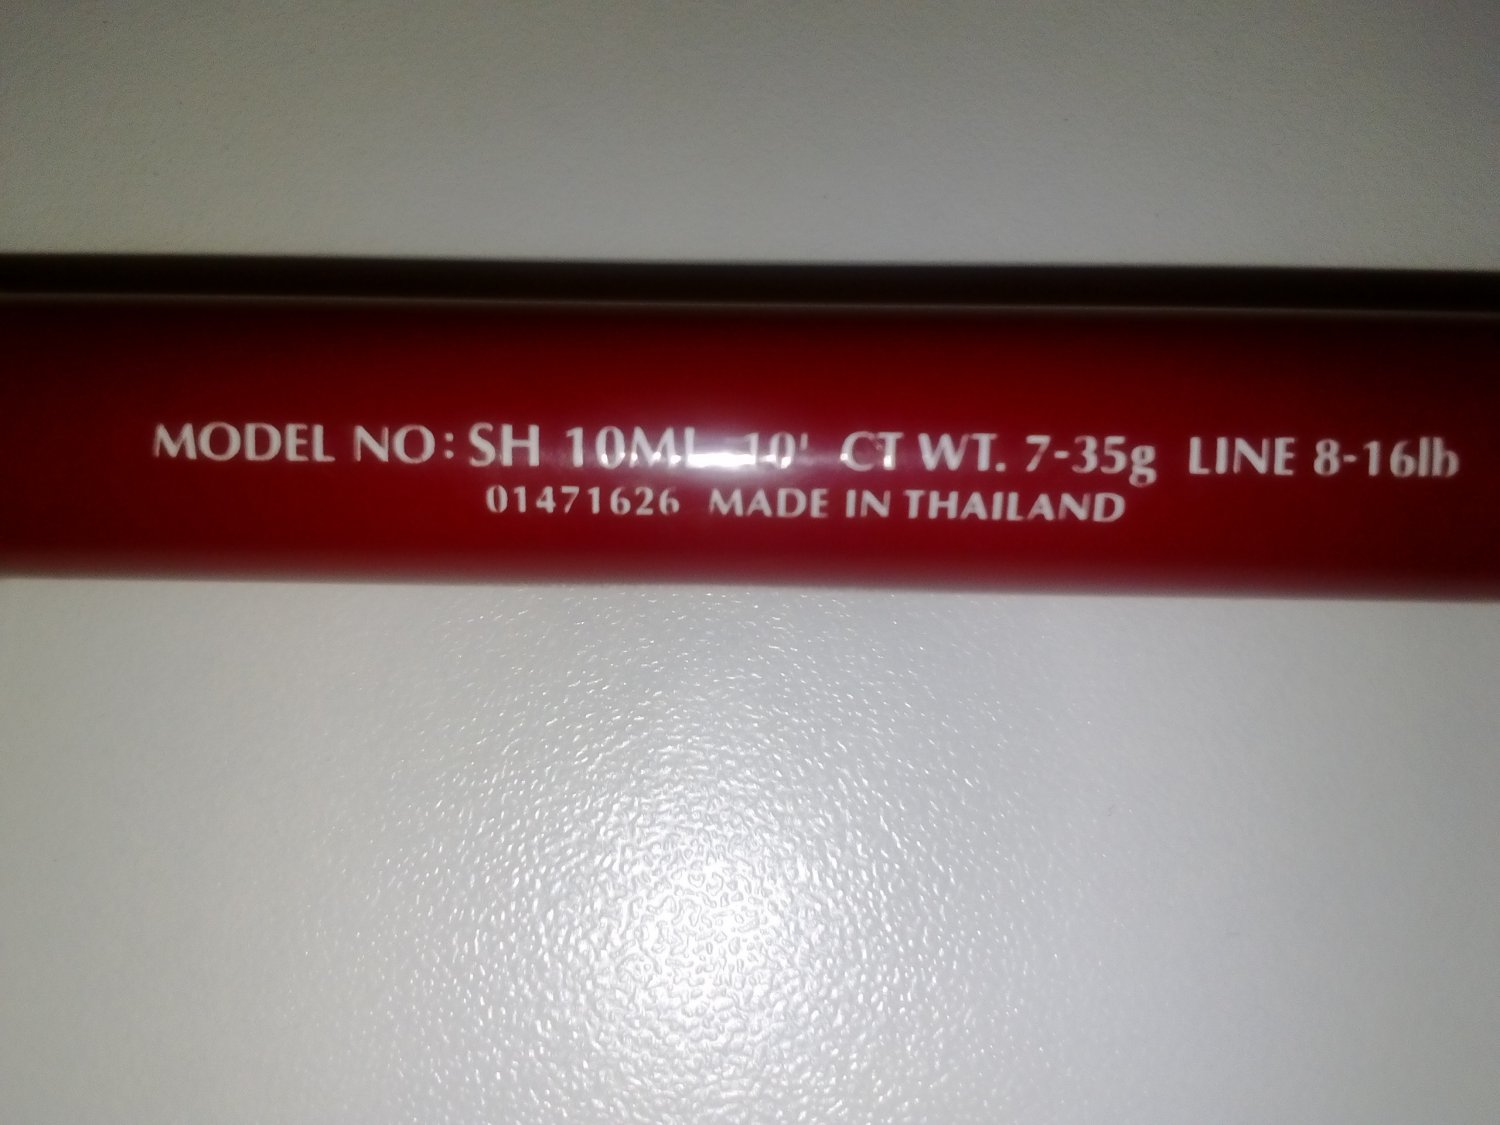 MODEL NO: SH 10ML 10' CT WT. 7-35g LINE 8-16lb
01471626 MADE IN THAILAND